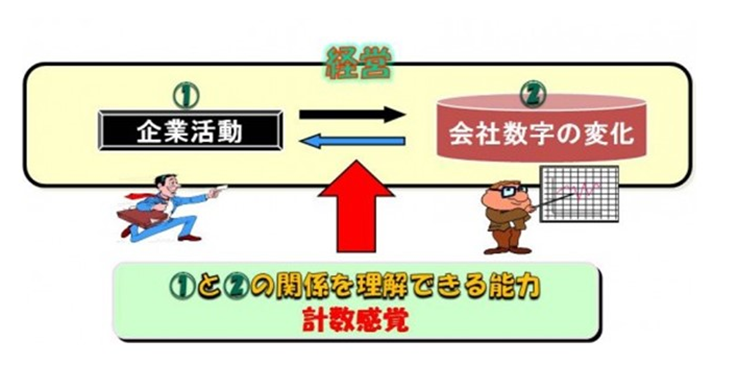 経営
①
②
企業活動
会社数字の変化
①と②の関係を理解できる能力
計数感覚